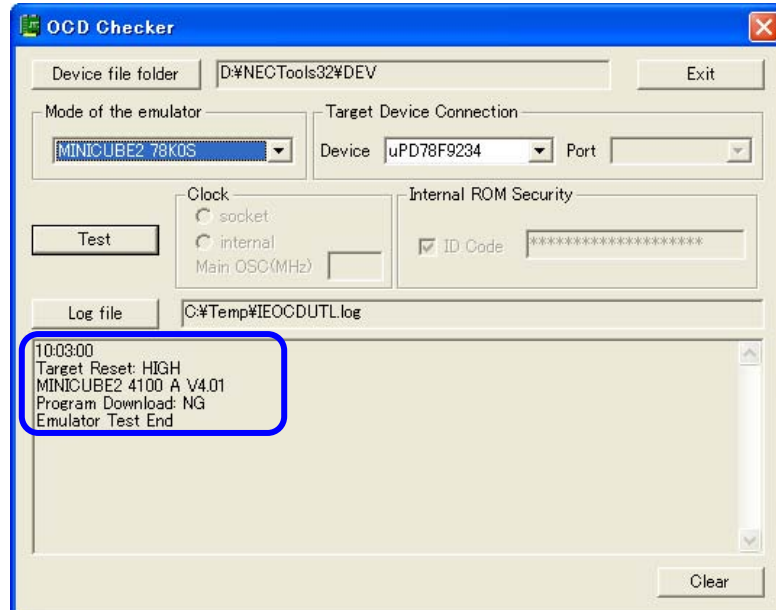 OCD Checker
Device file folder D:¥NECTools32¥DEV Exit
Mode of the emulator Target Device Connection
MINICUBE2 78K0S Device uPD78F9234 Port
Clock Internal ROM Security
socket
Test internal ID Code ********************
Main OSC(MHz)
Log file C:¥Temp¥IEOCDUTL.log
10:03:00
Target Reset: HIGH
MINICUBE2 4100 A V4.01
Program Download: NG
Emulator Test End
Clear